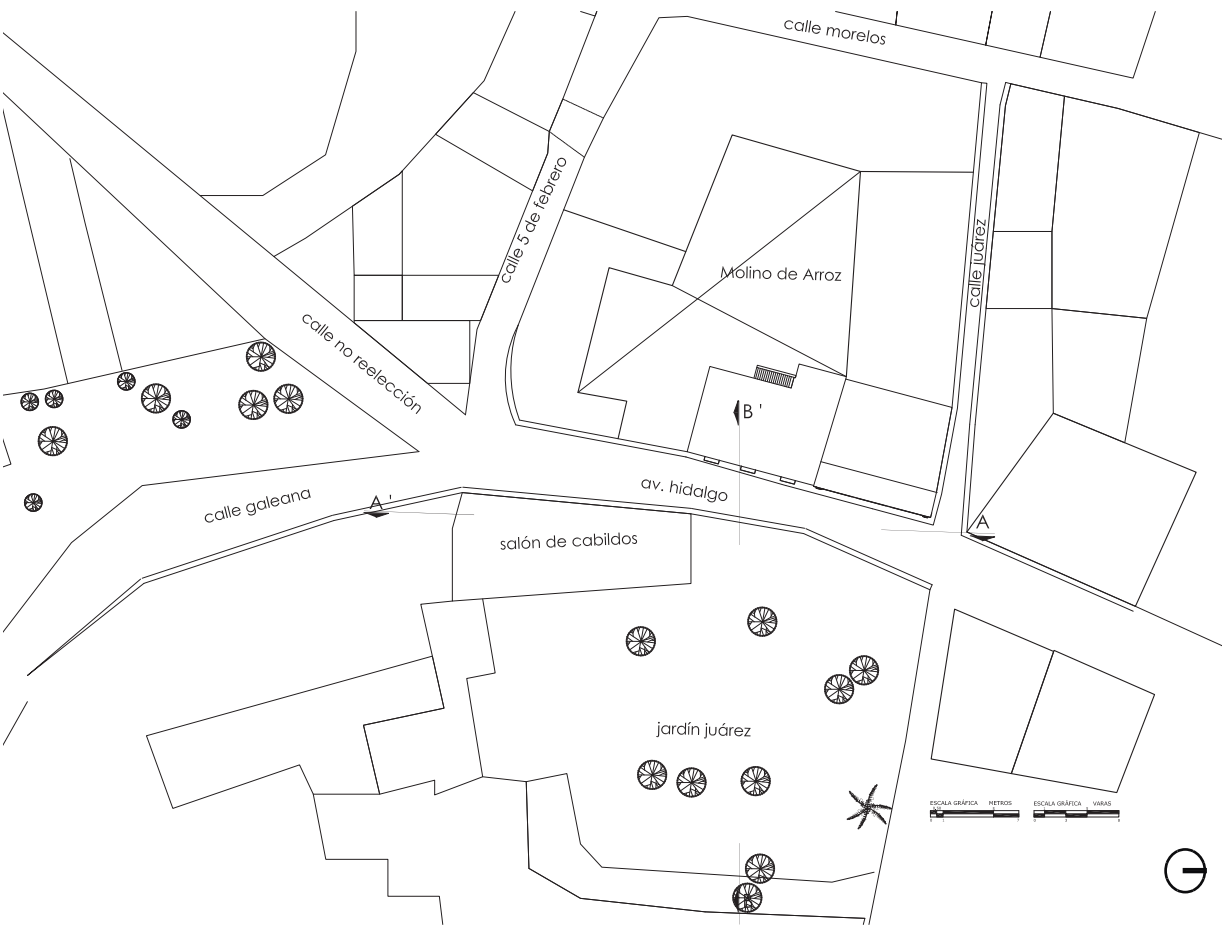 calle morelos
calle 5 de febrero
calle juárez
Molino de Arroz
calle no reelección
B '
av. hidalgo
calle galeana
A '
A
salón de cabildos
jardín juárez
ESCALA GRÁFICA METROS
ESCALA GRÁFICA VARAS